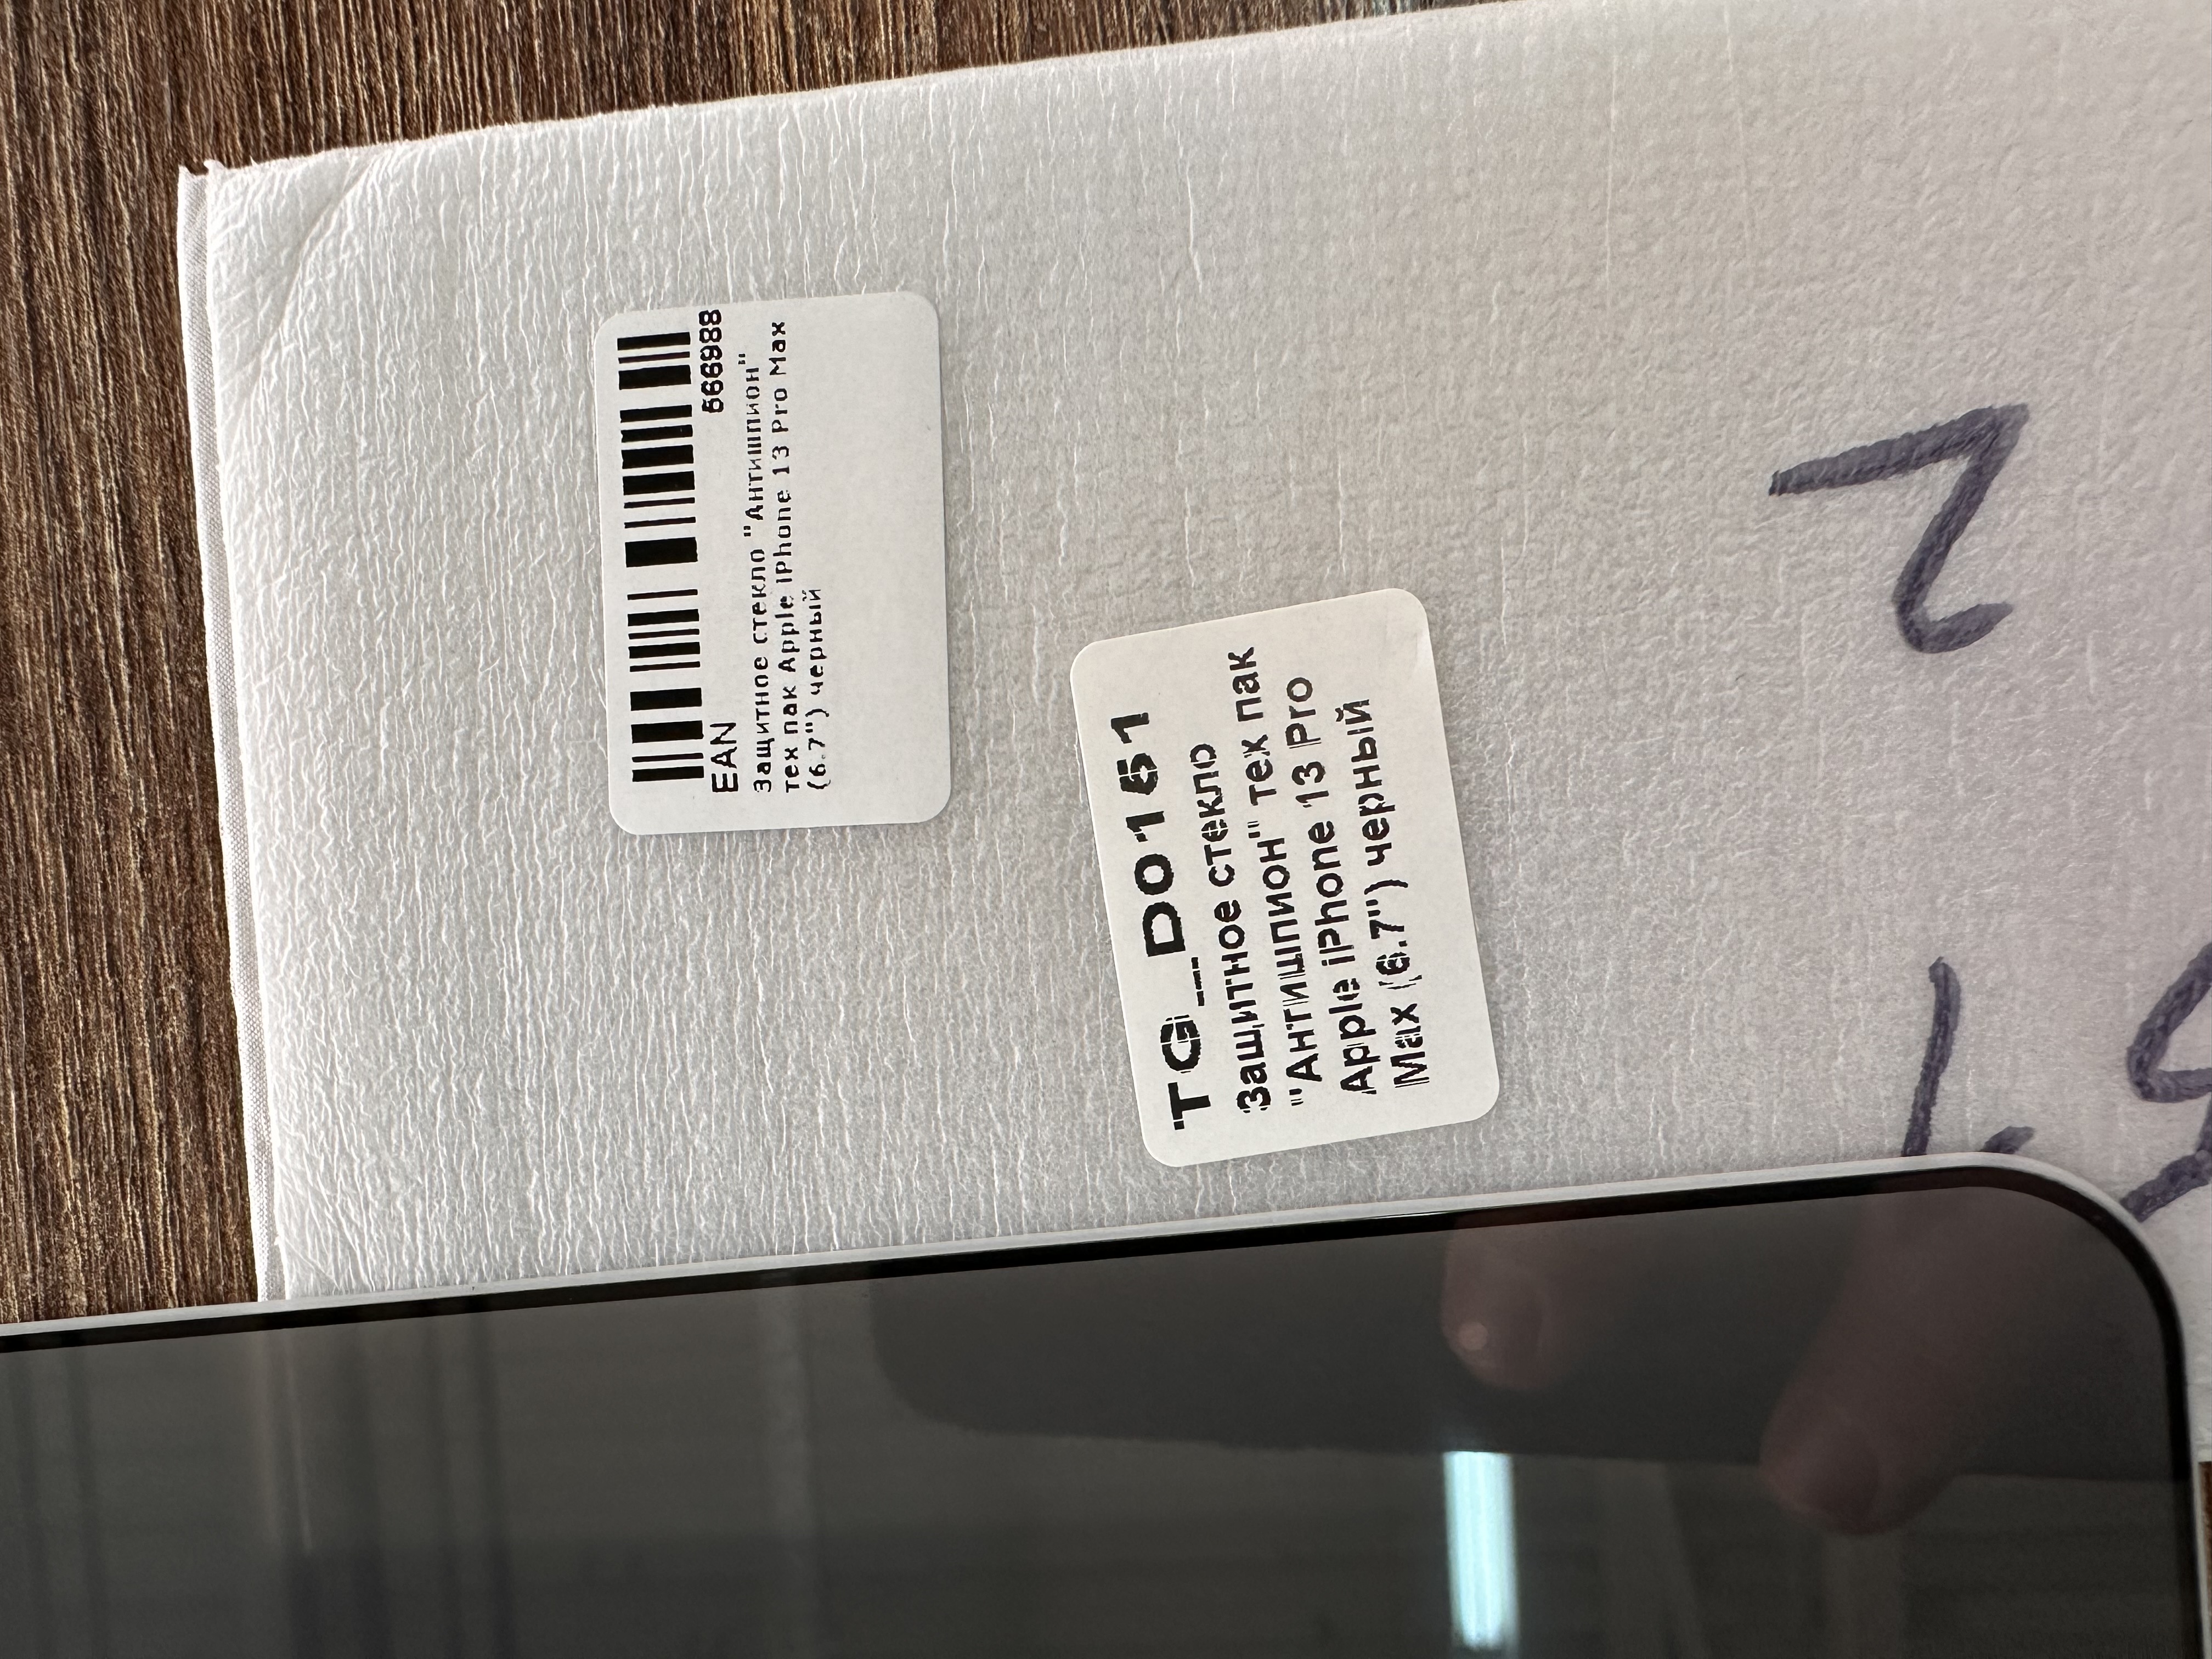 566988
EAN
Защитное стекло "Антишпион"
тех пак Apple iPhone 13 Pro Max
(6.7") черный
TG_D0151
Защитное стекло
"Антишпион" тех пак
Apple iPhone 13 Pro
Max (6.7") черный